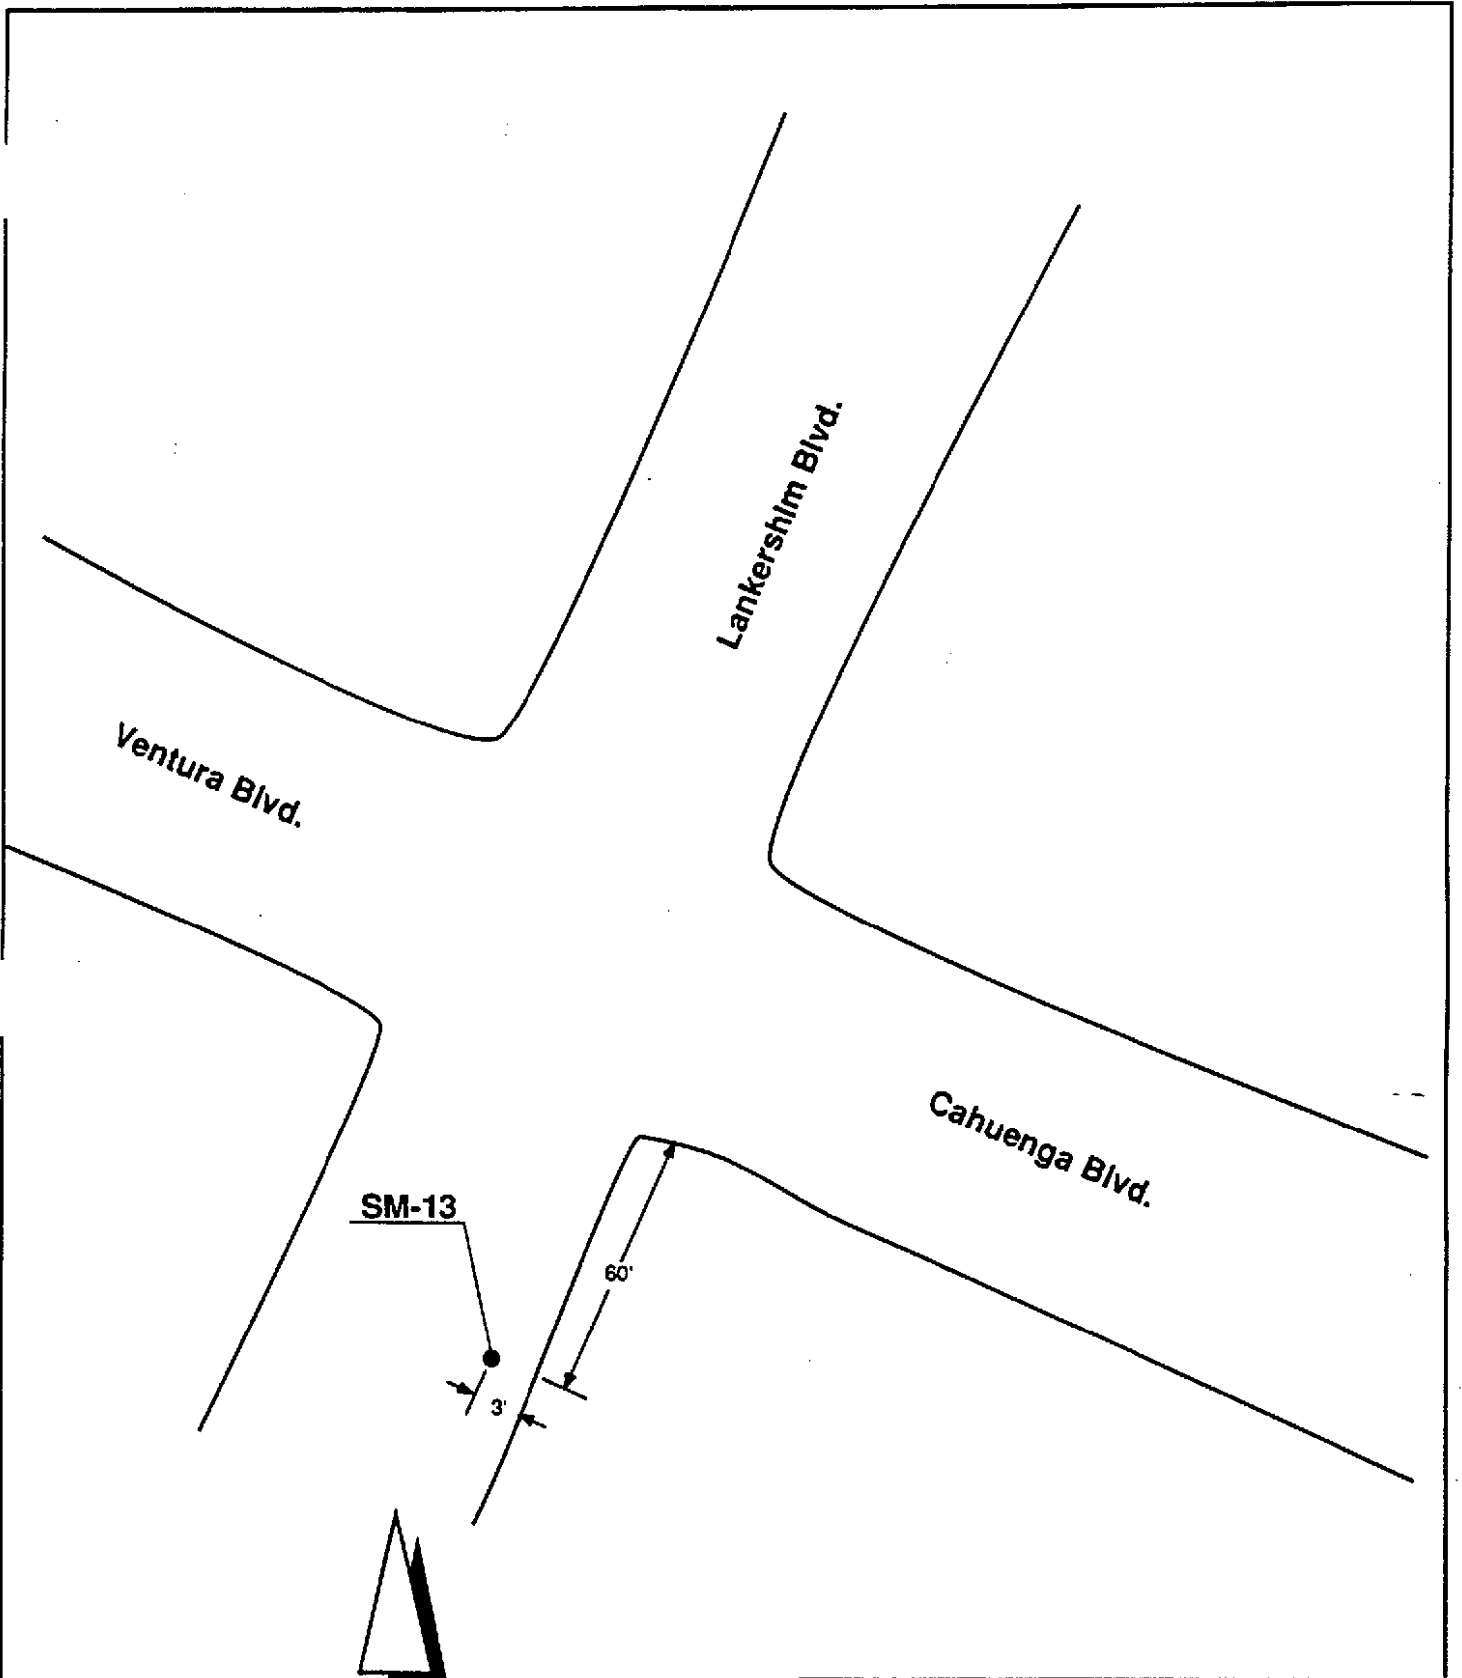 Lankershim Blvd.
Ventura Blvd.
Cahuenga Blvd.
SM-13
60'
3'